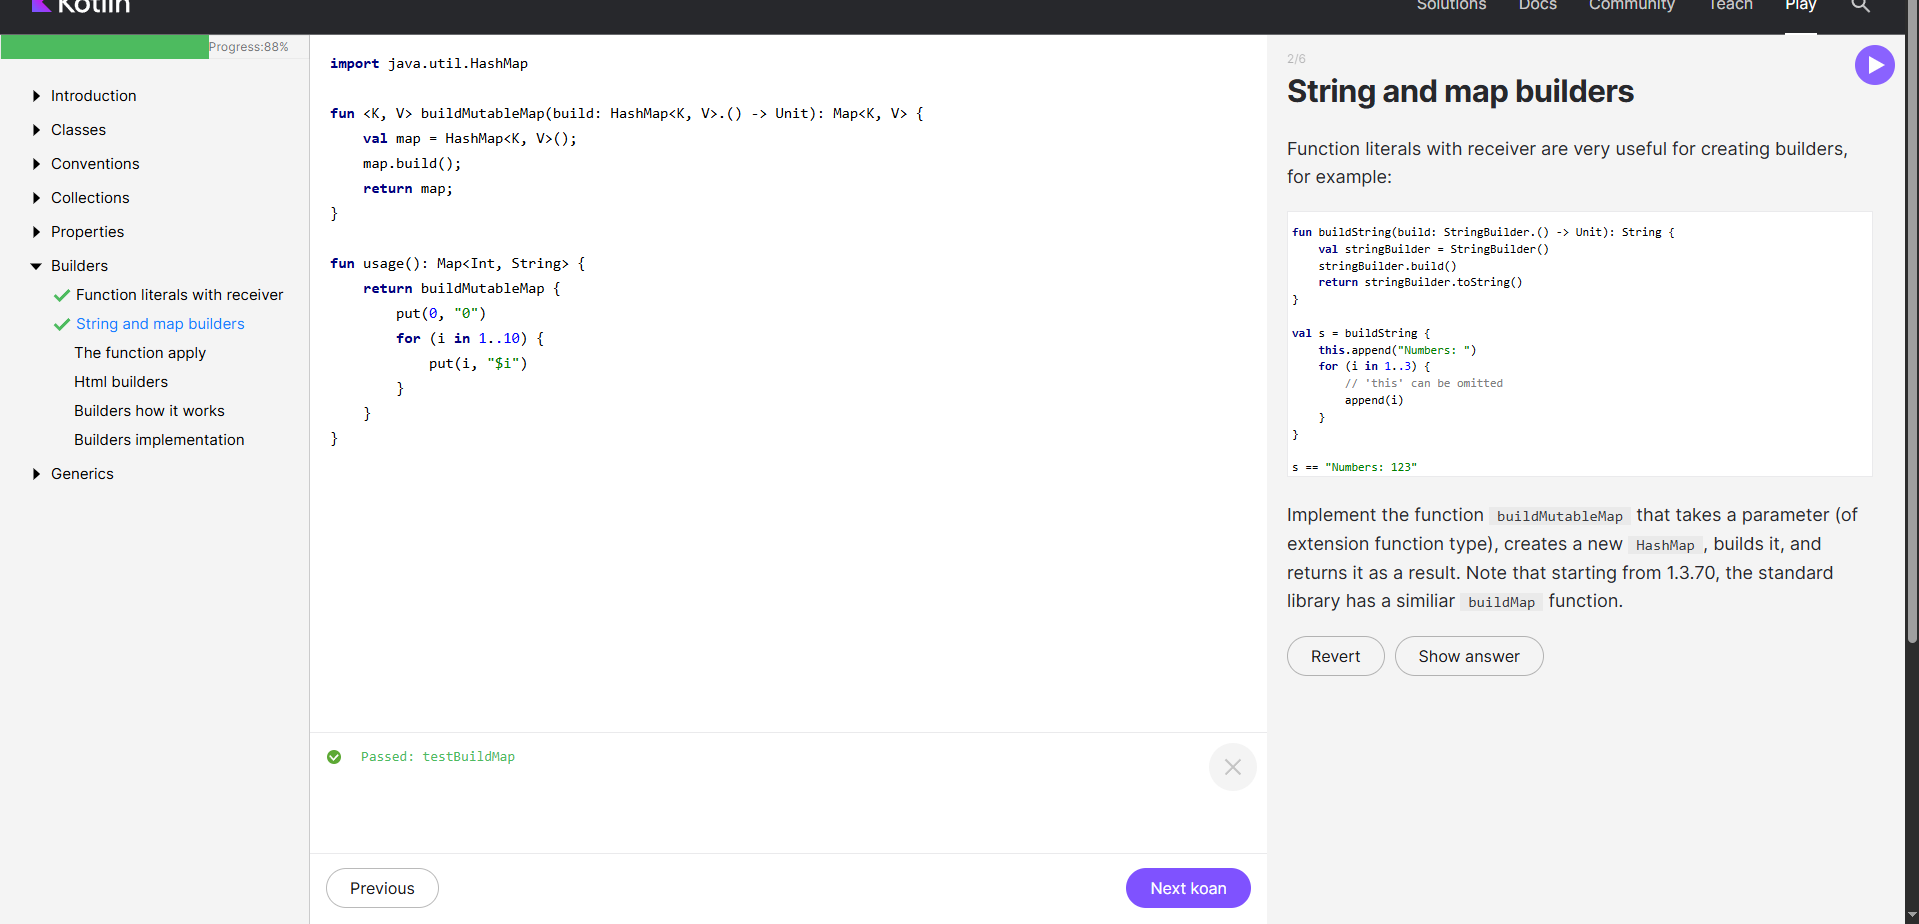 Kotlin
Solutions Docs Community Teach Play
Progress:88%
Introduction
Classes
Conventions
Collections
Properties
Builders
Function literals with receiver
String and map builders
The function apply
Html builders
Builders how it works
Builders implementation
Generics
import java.util.HashMap
fun <K, V> buildMutableMap(build: HashMap<K, V>.() -> Unit): Map<K, V> {
    val map = HashMap<K, V>();
    map.build();
    return map;
}
fun usage(): Map<Int, String> {
    return buildMutableMap {
        put(0, "0")
        for (i in 1..10) {
            put(i, "$i")
        }
    }
}
Passed: testBuildMap
Previous
Next koan
2/6
String and map builders
Function literals with receiver are very useful for creating builders,
for example:
fun buildString(build: StringBuilder.() -> Unit): String {
    val stringBuilder = StringBuilder()
    stringBuilder.build()
    return stringBuilder.toString()
}
val s = buildString {
    this.append("Numbers: ")
    for (i in 1..3) {
        // 'this' can be omitted
        append(i)
    }
}
s == "Numbers: 123"
Implement the function buildMutableMap that takes a parameter (of
extension function type), creates a new HashMap , builds it, and
returns it as a result. Note that starting from 1.3.70, the standard
library has a similiar buildMap function.
Revert
Show answer